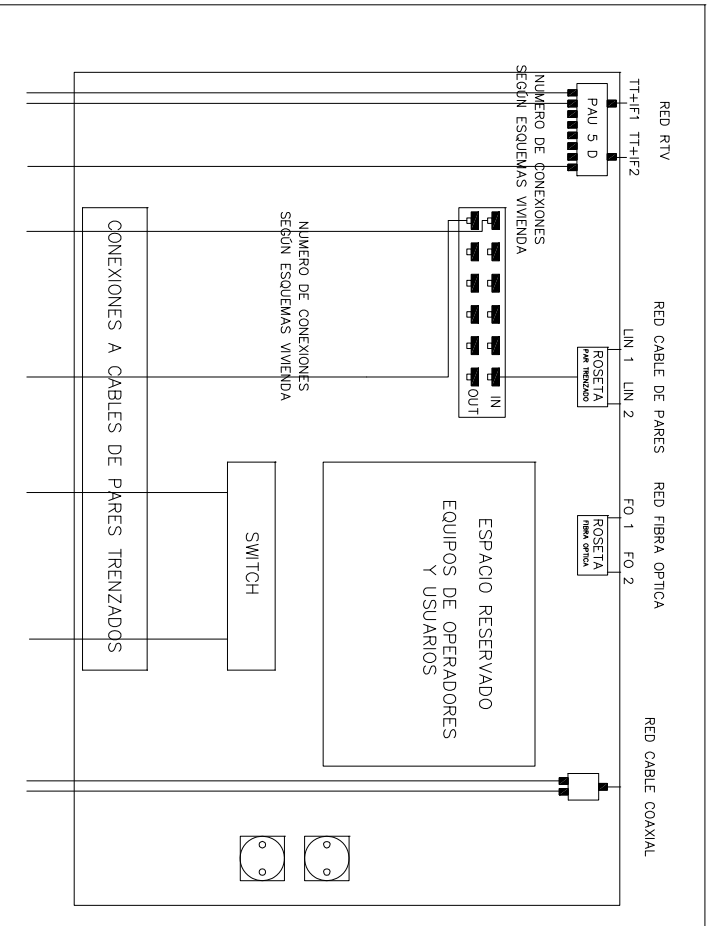 RED RTV
TT+IF1 TT+IF2
PAU 5 D
NUMERO DE CONEXIONES
SEGÚN ESQUEMAS VIVIENDA
RED CABLE DE PARES
LIN 1 LIN 2
ROSETA
PAR TRENZADO
IN
OUT
NUMERO DE CONEXIONES
SEGÚN ESQUEMAS VIVIENDA
RED FIBRA OPTICA
FO 1 FO 2
ROSETA
FIBRA OPTICA
ESPACIO RESERVADO
EQUIPOS DE OPERADORES
Y USUARIOS
SWITCH
CONEXIONES A CABLES DE PARES TRENZADOS
RED CABLE COAXIAL